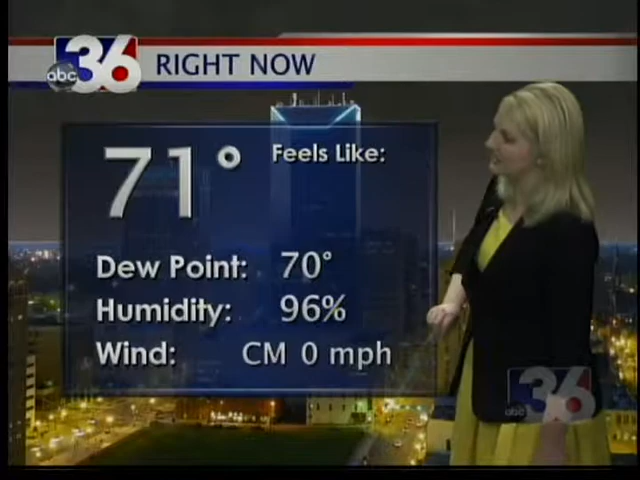 abc 36 RIGHT NOW
71° Feels Like:
Dew Point: 70°
Humidity: 96%
Wind: CM 0 mph
abc 36